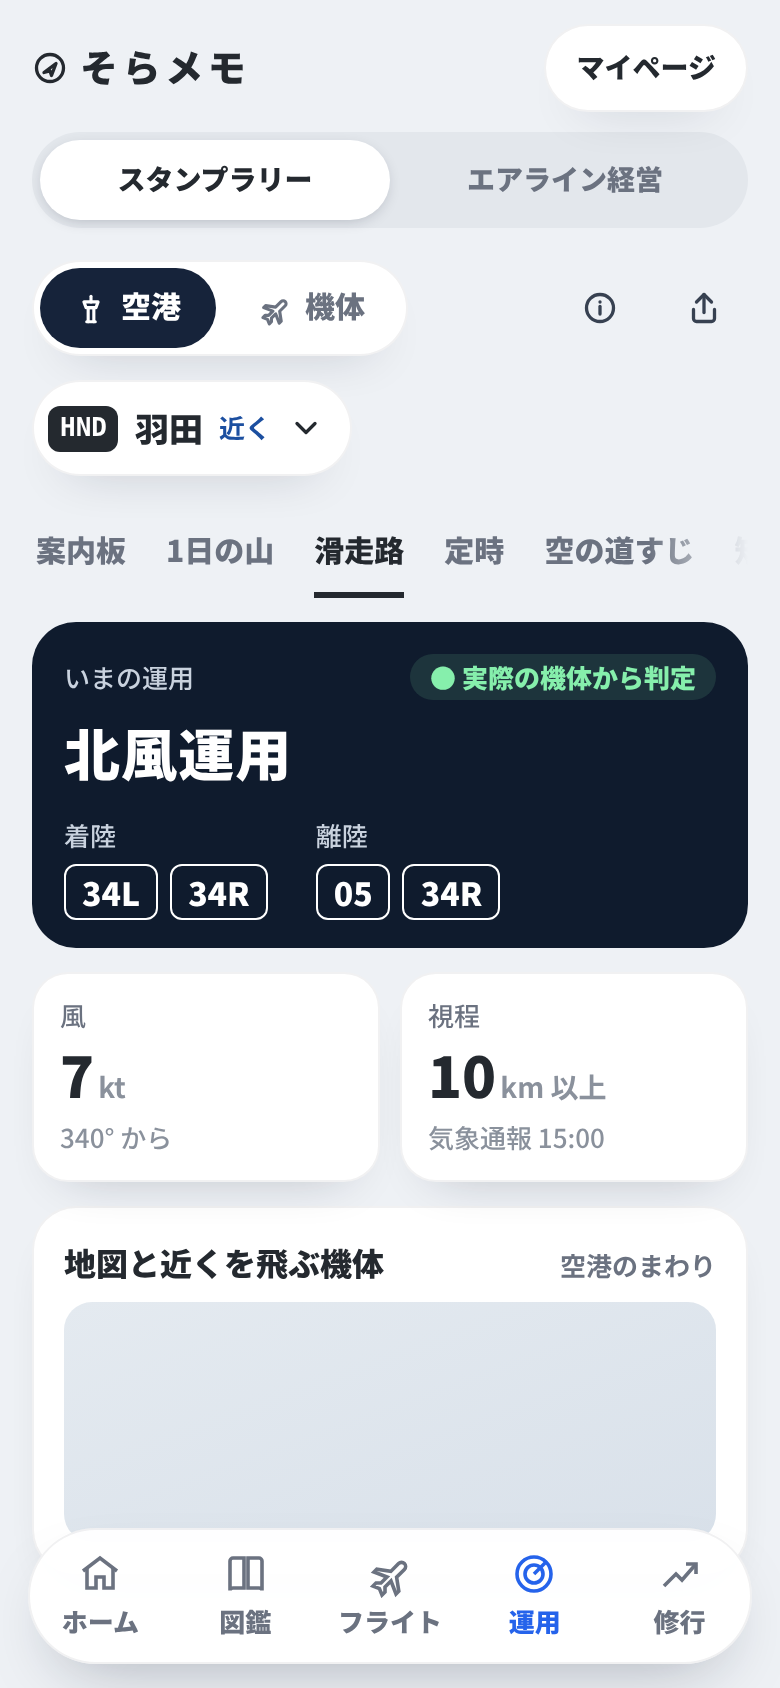 そらメモ
マイページ
スタンプラリー
エアライン経営
空港
機体
HND 羽田 近く
案内板
1日の山
滑走路
定時
空の道すじ
いまの運用
実際の機体から判定
北風運用
着陸
離陸
34L
34R
05
34R
風
視程
7 kt
10 km 以上
340° から
気象通報 15:00
地図と近くを飛ぶ機体
空港のまわり
ホーム
図鑑
フライト
運用
修行